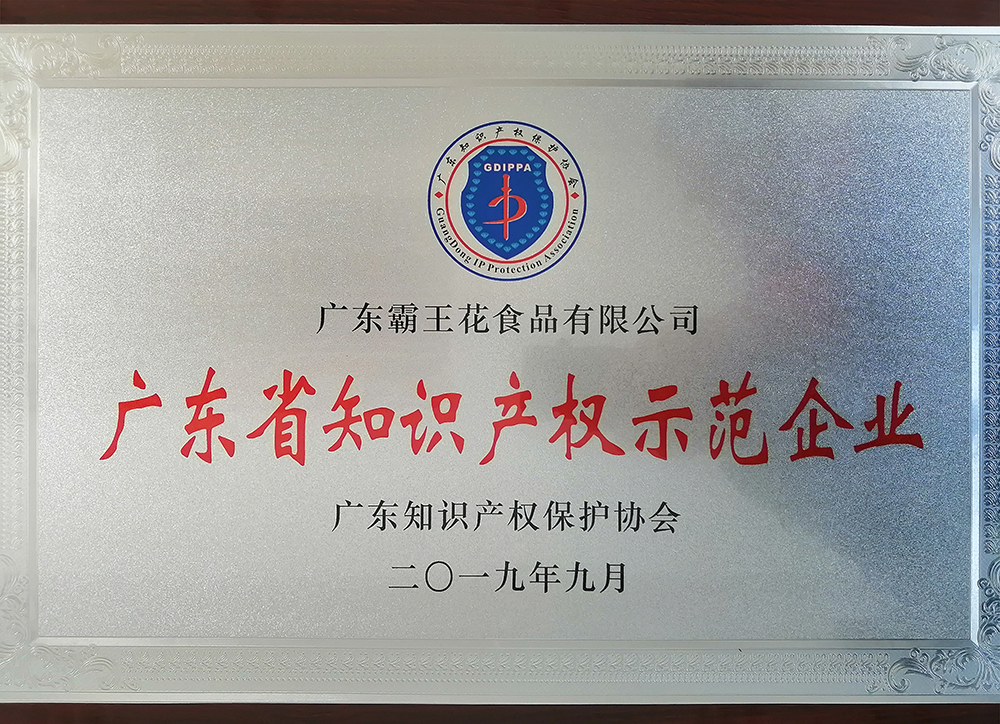 广东知识产权保护协会
GDIPPA
GuangDong IP Protection Association
广东霸王花食品有限公司
广东省知识产权示范企业
广东知识产权保护协会
二〇一九年九月